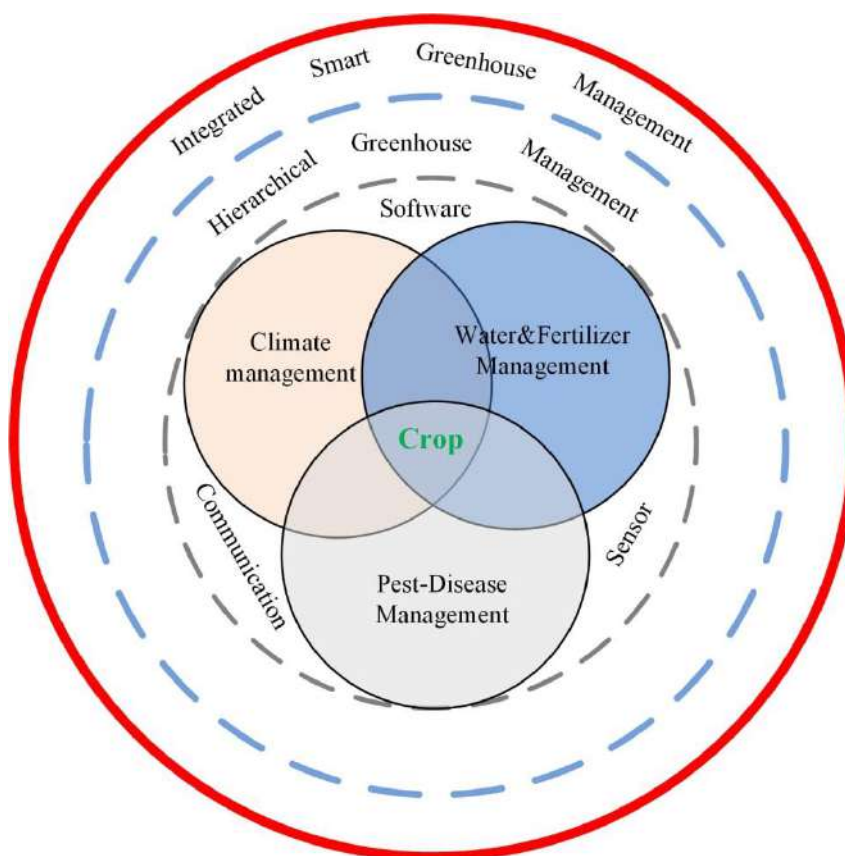 Integrated Smart Greenhouse Management
Hierarchical Greenhouse Management
Software
Climate
management
Water&Fertilizer
Management
Crop
Communication
Sensor
Pest-Disease
Management